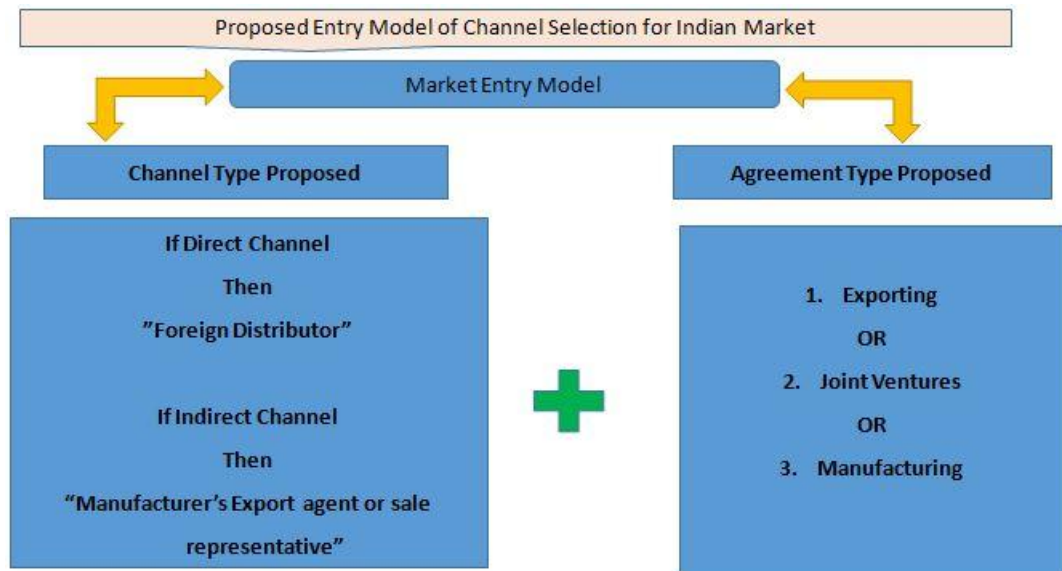 Proposed Entry Model of Channel Selection for Indian Market
Market Entry Model
Channel Type Proposed
If Direct Channel
Then
”Foreign Distributor”
If Indirect Channel
Then
“Manufacturer’s Export agent or sale
representative”
Agreement Type Proposed
1. Exporting
OR
2. Joint Ventures
OR
3. Manufacturing